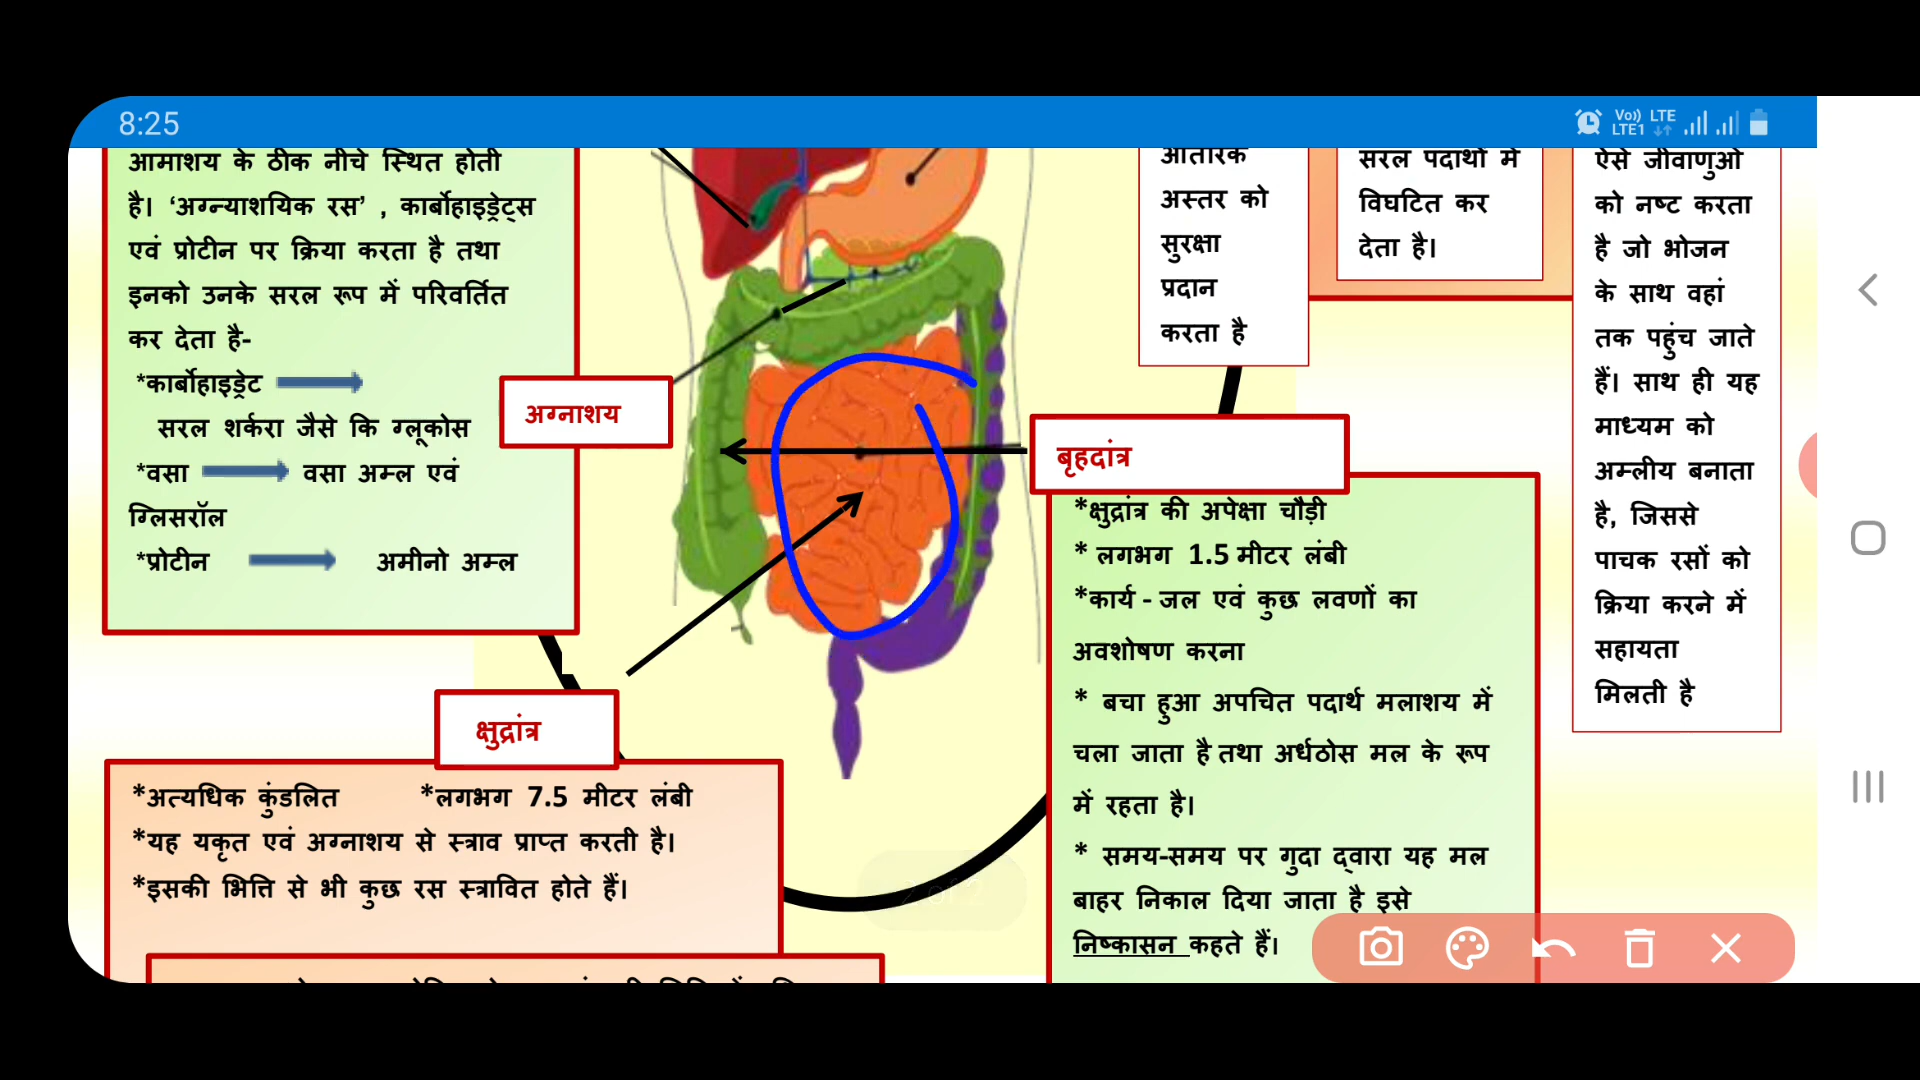 8:25
Vo) LTE
LTE1
आमाशय के ठीक नीचे स्थित होती
है। ‘अग्न्याशयिक रस’ , कार्बोहाइड्रेट्स
एवं प्रोटीन पर क्रिया करता है तथा
इनको उनके सरल रूप में परिवर्तित
कर देता है-
*कार्बोहाइड्रेट
सरल शर्करा जैसे कि ग्लूकोस
*वसा वसा अम्ल एवं
ग्लिसरॉल
*प्रोटीन अमीनो अम्ल
अग्नाशय
क्षुद्रांत्र
*अत्यधिक कुंडलित *लगभग 7.5 मीटर लंबी
*यह यकृत एवं अग्नाशय से स्त्राव प्राप्त करती है।
*इसकी भित्ति से भी कुछ रस स्त्रावित होते हैं।
आंतरिक
अस्तर को
सुरक्षा
प्रदान
करता है
सरल पदार्थों में
विघटित कर
देता है।
ऐसे जीवाणुओं
को नष्ट करता
है जो भोजन
के साथ वहां
तक पहुंच जाते
हैं। साथ ही यह
माध्यम को
अम्लीय बनाता
है, जिससे
पाचक रसों को
क्रिया करने में
सहायता
मिलती है
बृहदांत्र
*क्षुद्रांत्र की अपेक्षा चौड़ी
* लगभग 1.5 मीटर लंबी
*कार्य - जल एवं कुछ लवणों का
अवशोषण करना
* बचा हुआ अपचित पदार्थ मलाशय में
चला जाता है तथा अर्धठोस मल के रूप
में रहता है।
* समय-समय पर गुदा द्वारा यह मल
बाहर निकाल दिया जाता है इसे
निष्कासन कहते हैं।